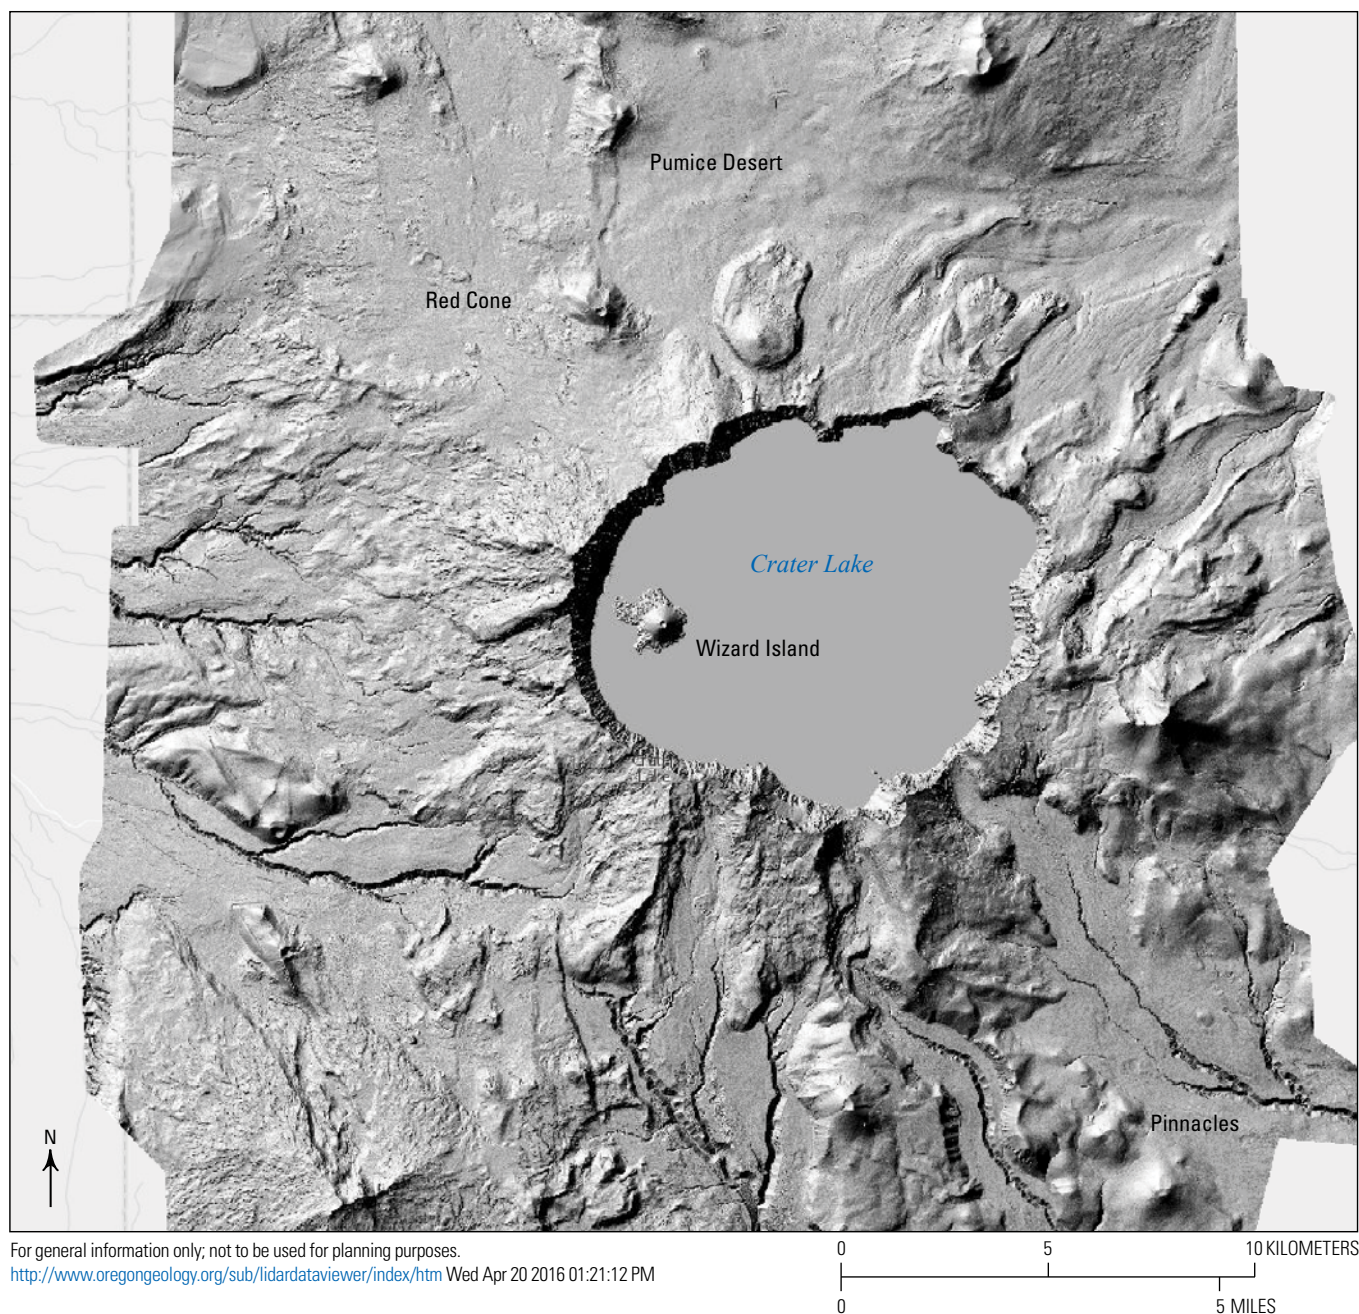 Pumice Desert
Red Cone
Crater Lake
Wizard Island
Pinnacles
N
For general information only; not to be used for planning purposes.
http://www.oregongeology.org/sub/lidardataviewer/index/htm Wed Apr 20 2016 01:21:12 PM
0 5 10 KILOMETERS
0 5 MILES